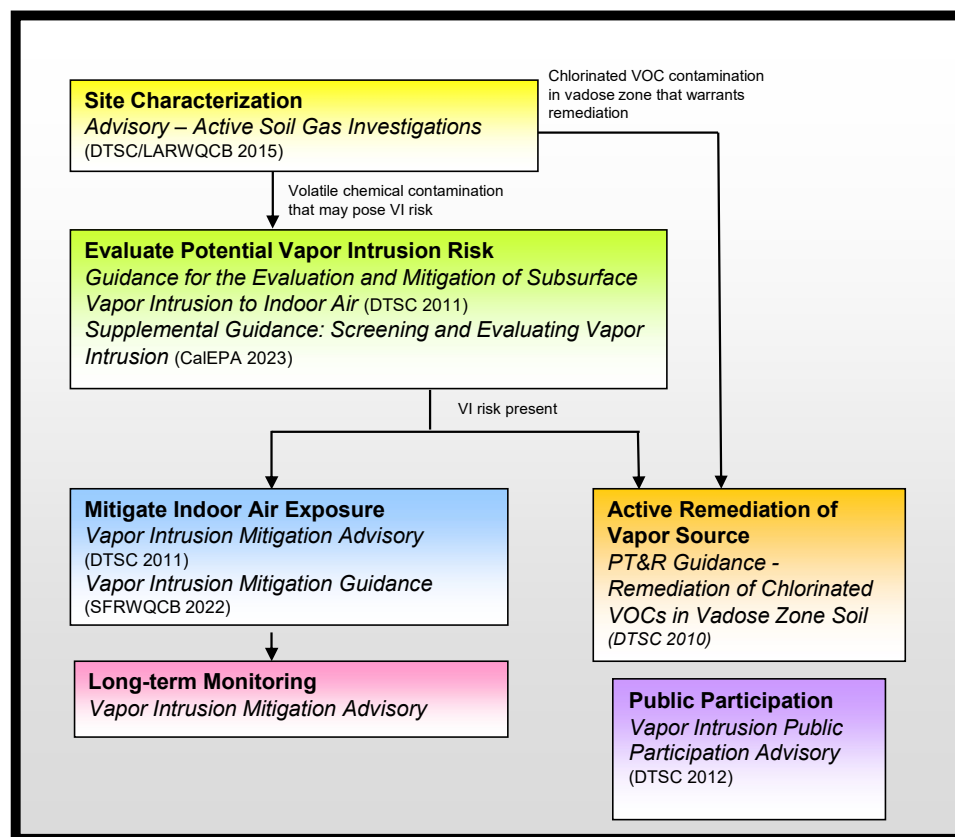 Site Characterization
Advisory – Active Soil Gas Investigations
(DTSC/LARWQCB 2015)
Chlorinated VOC contamination
in vadose zone that warrants
remediation
Volatile chemical contamination
that may pose VI risk
Evaluate Potential Vapor Intrusion Risk
Guidance for the Evaluation and Mitigation of Subsurface
Vapor Intrusion to Indoor Air (DTSC 2011)
Supplemental Guidance: Screening and Evaluating Vapor
Intrusion (CalEPA 2023)
VI risk present
Mitigate Indoor Air Exposure
Vapor Intrusion Mitigation Advisory
(DTSC 2011)
Vapor Intrusion Mitigation Guidance
(SFRWQCB 2022)
Active Remediation of
Vapor Source
PT&R Guidance -
Remediation of Chlorinated
VOCs in Vadose Zone Soil
(DTSC 2010)
Long-term Monitoring
Vapor Intrusion Mitigation Advisory
Public Participation
Vapor Intrusion Public
Participation Advisory
(DTSC 2012)